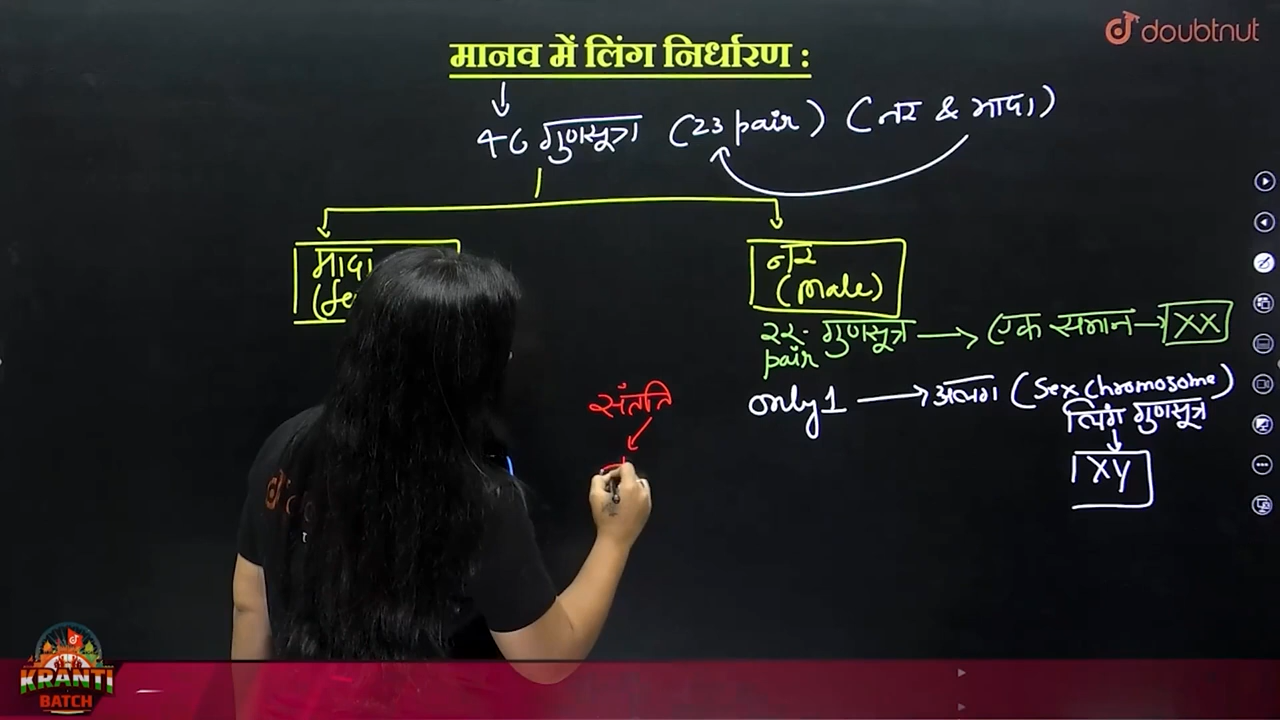 doubtnut
मानव में लिंग निर्धारण :
46 गुणसूत्र (23 pair) (नर & मादा)
मादा
नर
(male)
22- गुणसूत्र → एक समान → XX
pair
only 1 → अलग (Sex Chromosome)
लिंग गुणसूत्र
XY
संतति
KRANTI
BATCH